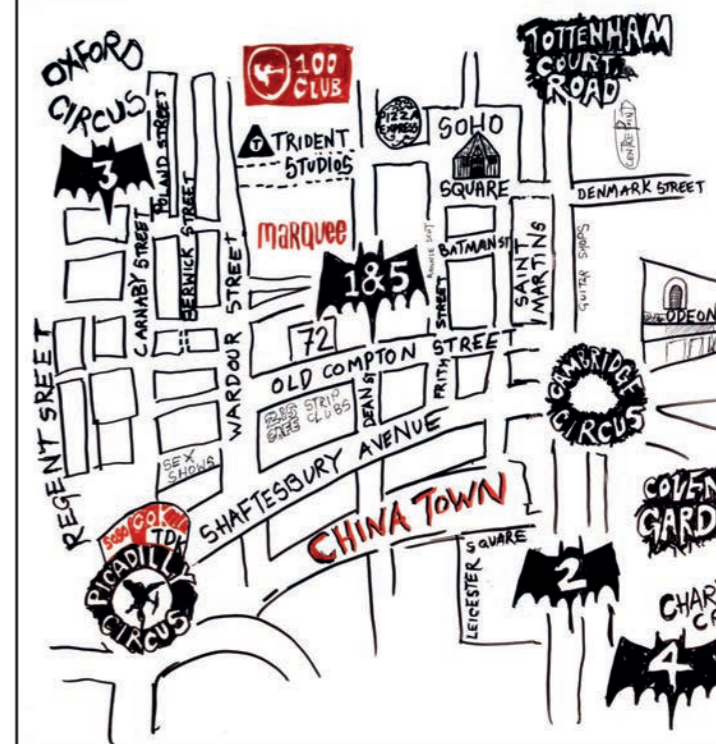 OXFORD
CIRCUS
3
POLAND STREET
BERWICK STREET
CARNABY STREET
REGENT SREET
WARDOUR STREET
100
CLUB
T
TRIDENT
STUDIOS
MARQUEE
PIZZA
EXPRESS
SOHO
SQUARE
TOTTENHAM
COURT
ROAD
CENTRE POINT
DENMARK STREET
GUITAR SHOPS
BATMAN ST
SAINT
MARTINS
1&5
72
OLD COMPTON STREET
FRITH STREET
DEAN ST
STRIP
CLUBS
SEX
SHOWS
SHAFTESBURY AVENUE
CHINA TOWN
ODEON
CAMBRIDGE
CIRCUS
TDK
PICADILLY
CIRCUS
LEICESTER SQUARE
2
COVEN
GARD
CHAR
4